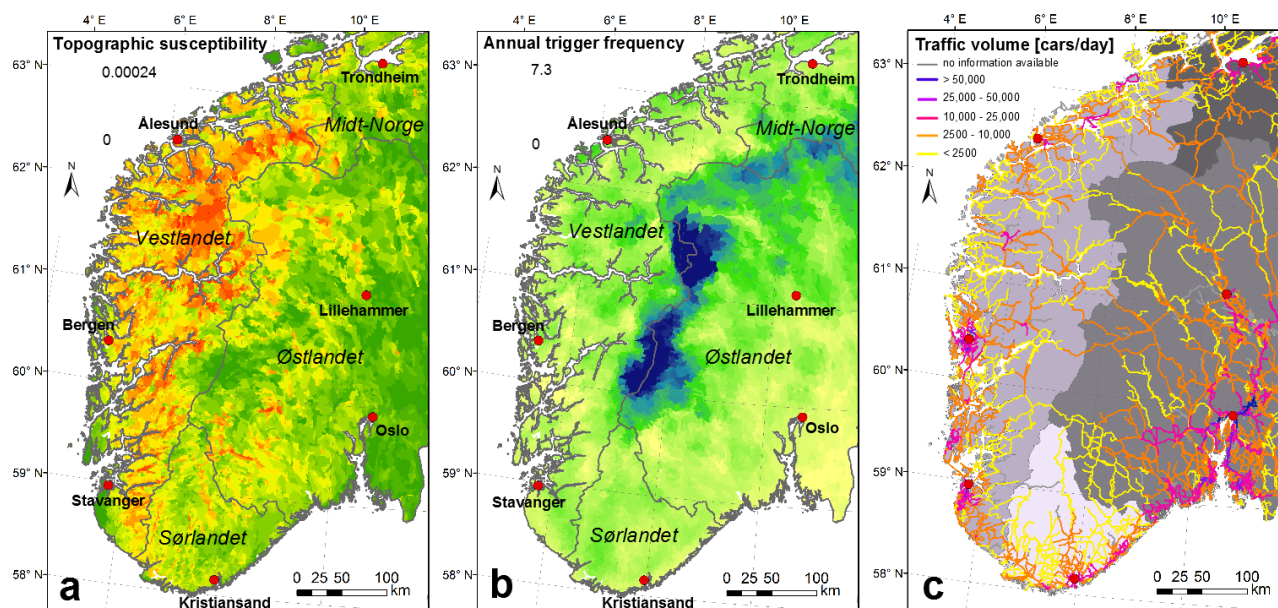 4° E 6° E 8° E 10° E
Topographic susceptibility
0.00024
0
63° N
62° N
61° N
60° N
59° N
58° N
N
Trondheim
Ålesund
Midt-Norge
Vestlandet
Lillehammer
Bergen
Østlandet
Oslo
Stavanger
Sørlandet
Kristiansand
0 25 50 100
km
a
4° E 6° E 8° E 10° E
Annual trigger frequency
7.3
0
63° N
62° N
61° N
60° N
59° N
58° N
N
Trondheim
Ålesund
Midt-Norge
Vestlandet
Lillehammer
Bergen
Østlandet
Oslo
Stavanger
Sørlandet
Kristiansand
0 25 50 100
km
b
4° E 6° E 8° E 10° E
Traffic volume [cars/day]
no information available
> 50,000
25,000 - 50,000
10,000 - 25,000
2500 - 10,000
< 2500
63° N
62° N
61° N
60° N
59° N
58° N
N
0 25 50 100
km
c